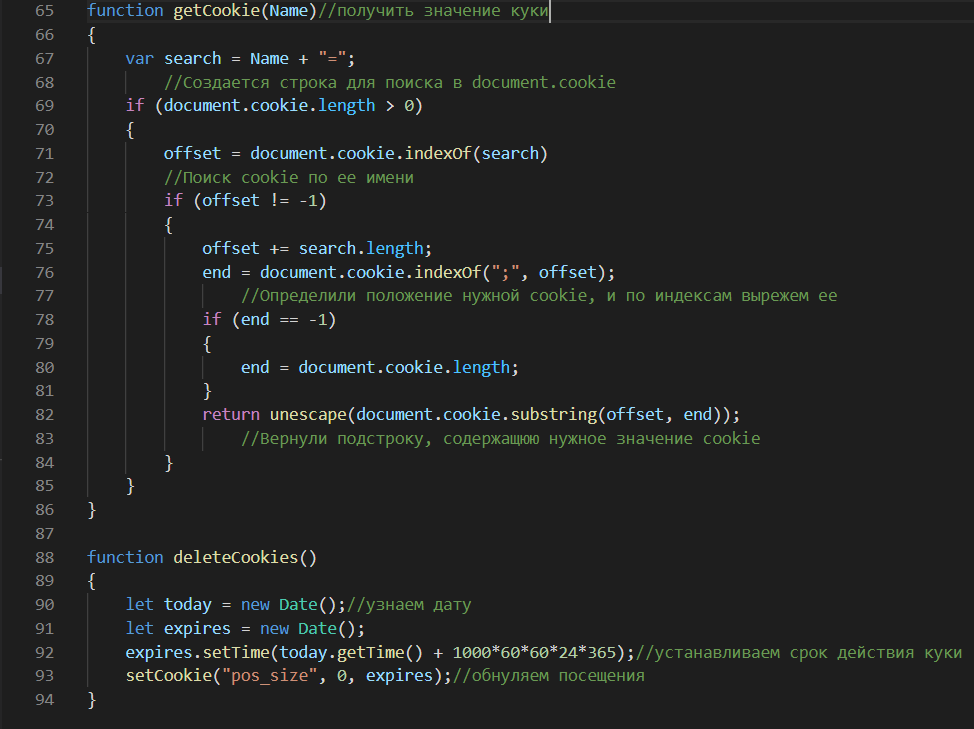 65 function getCookie(Name)//получить значение куки
66 {
67 var search = Name + "=";
68 //Создается строка для поиска в document.cookie
69 if (document.cookie.length > 0)
70 {
71 offset = document.cookie.indexOf(search)
72 //Поиск cookie по ее имени
73 if (offset != -1)
74 {
75 offset += search.length;
76 end = document.cookie.indexOf(";", offset);
77 //Определили положение нужной cookie, и по индексам вырежем ее
78 if (end == -1)
79 {
80 end = document.cookie.length;
81 }
82 return unescape(document.cookie.substring(offset, end));
83 //Вернули подстроку, содержащюю нужное значение cookie
84 }
85 }
86 }
87
88 function deleteCookies()
89 {
90 let today = new Date();//узнаем дату
91 let expires = new Date();
92 expires.setTime(today.getTime() + 1000*60*60*24*365);//устанавливаем срок действия куки
93 setCookie("pos_size", 0, expires);//обнуляем посещения
94 }